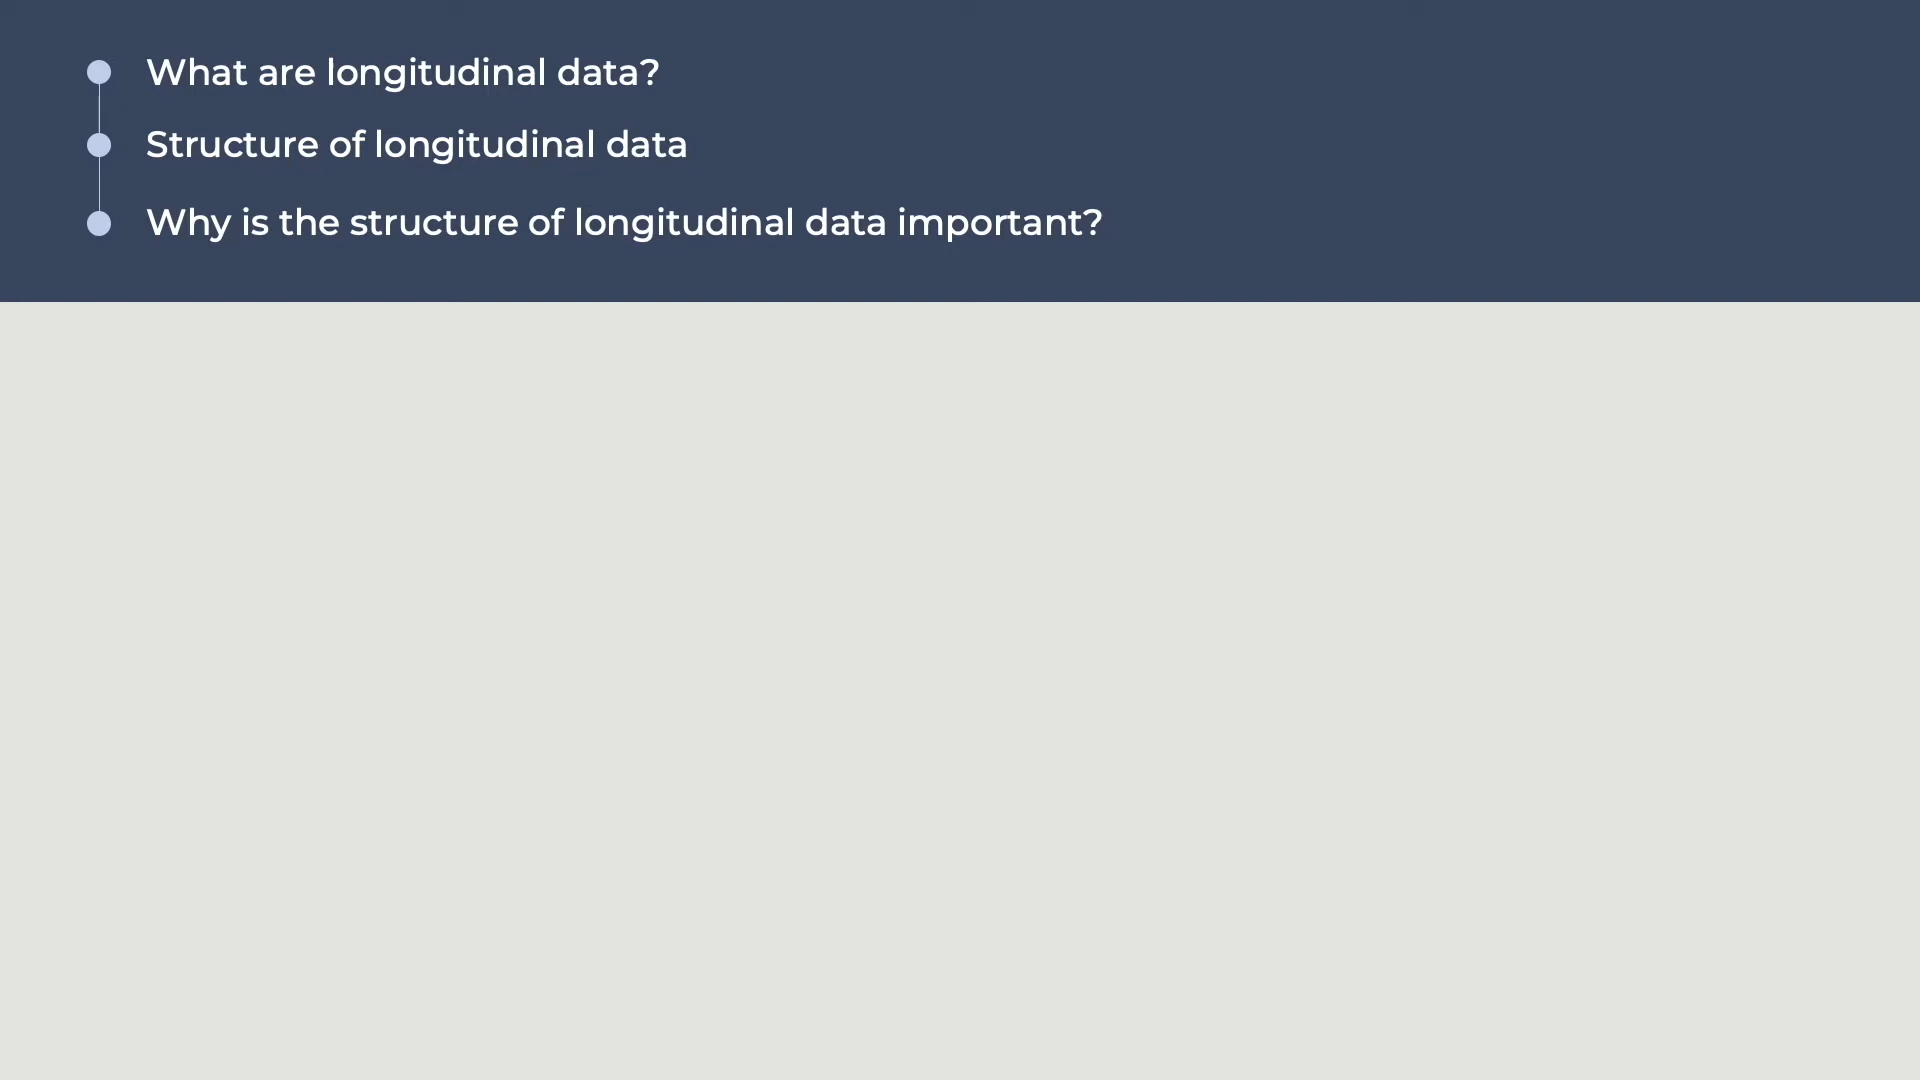 What are longitudinal data?
Structure of longitudinal data
Why is the structure of longitudinal data important?